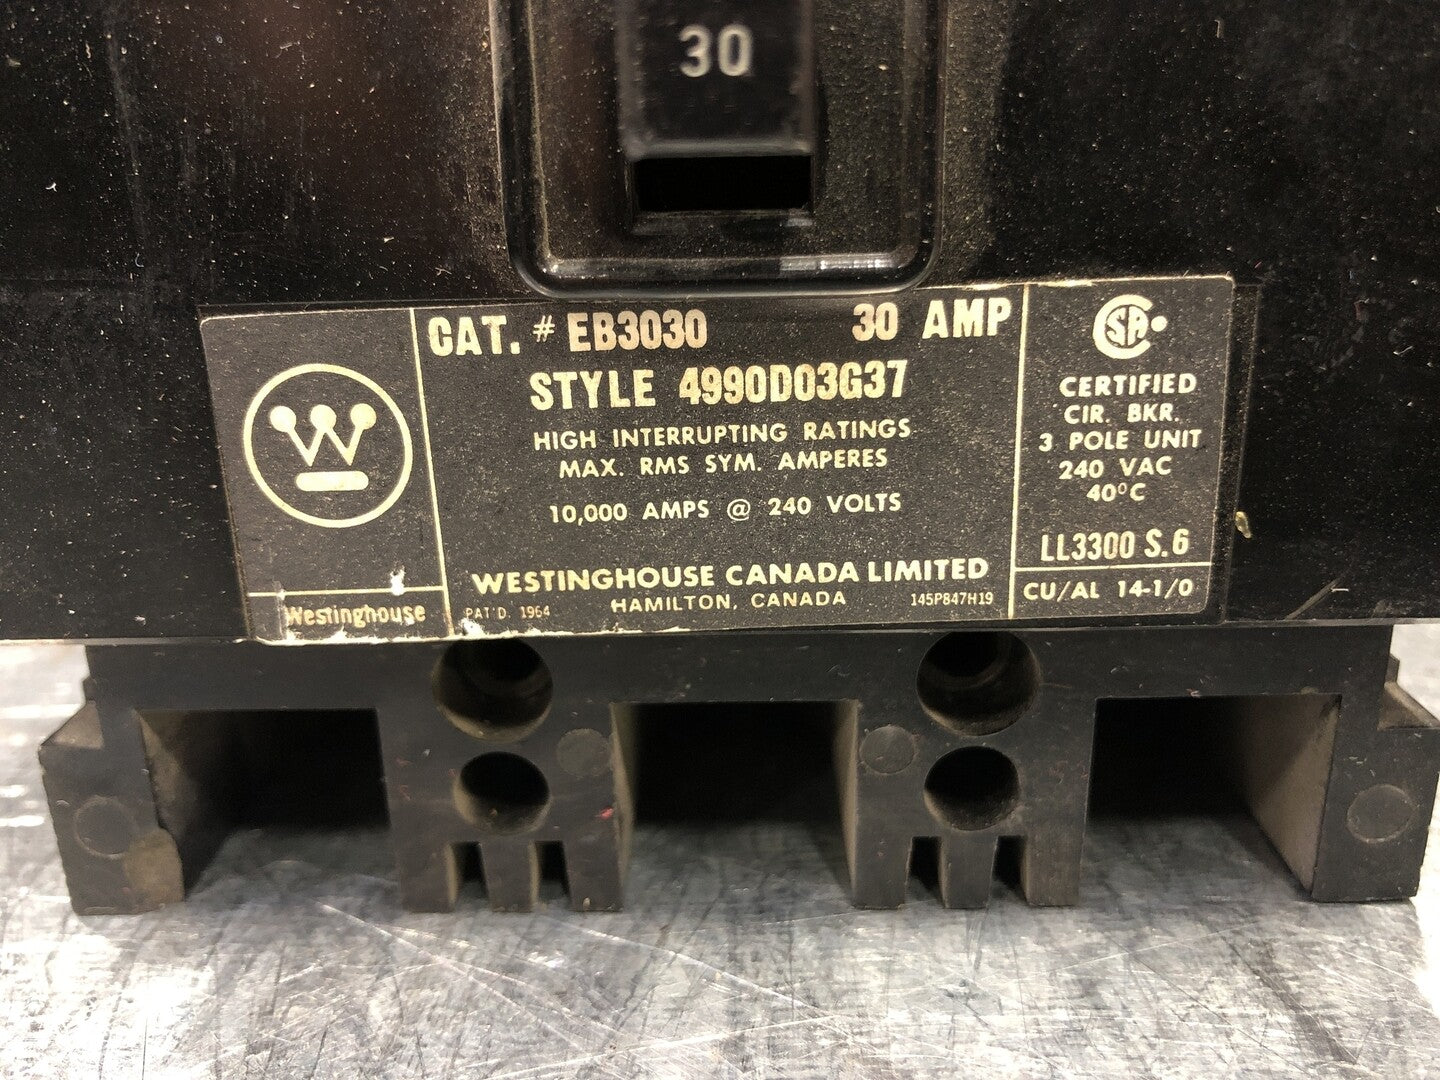 30
CAT. # EB3030 30 AMP
STYLE 4990D03G37
HIGH INTERRUPTING RATINGS
MAX. RMS SYM. AMPERES
10,000 AMPS @ 240 VOLTS
WESTINGHOUSE CANADA LIMITED
HAMILTON, CANADA
PAT'D. 1964
145P847H19
W
Westinghouse
CSA
CERTIFIED
CIR. BKR.
3 POLE UNIT
240 VAC
40°C
LL3300 S.6
CU/AL 14-1/0